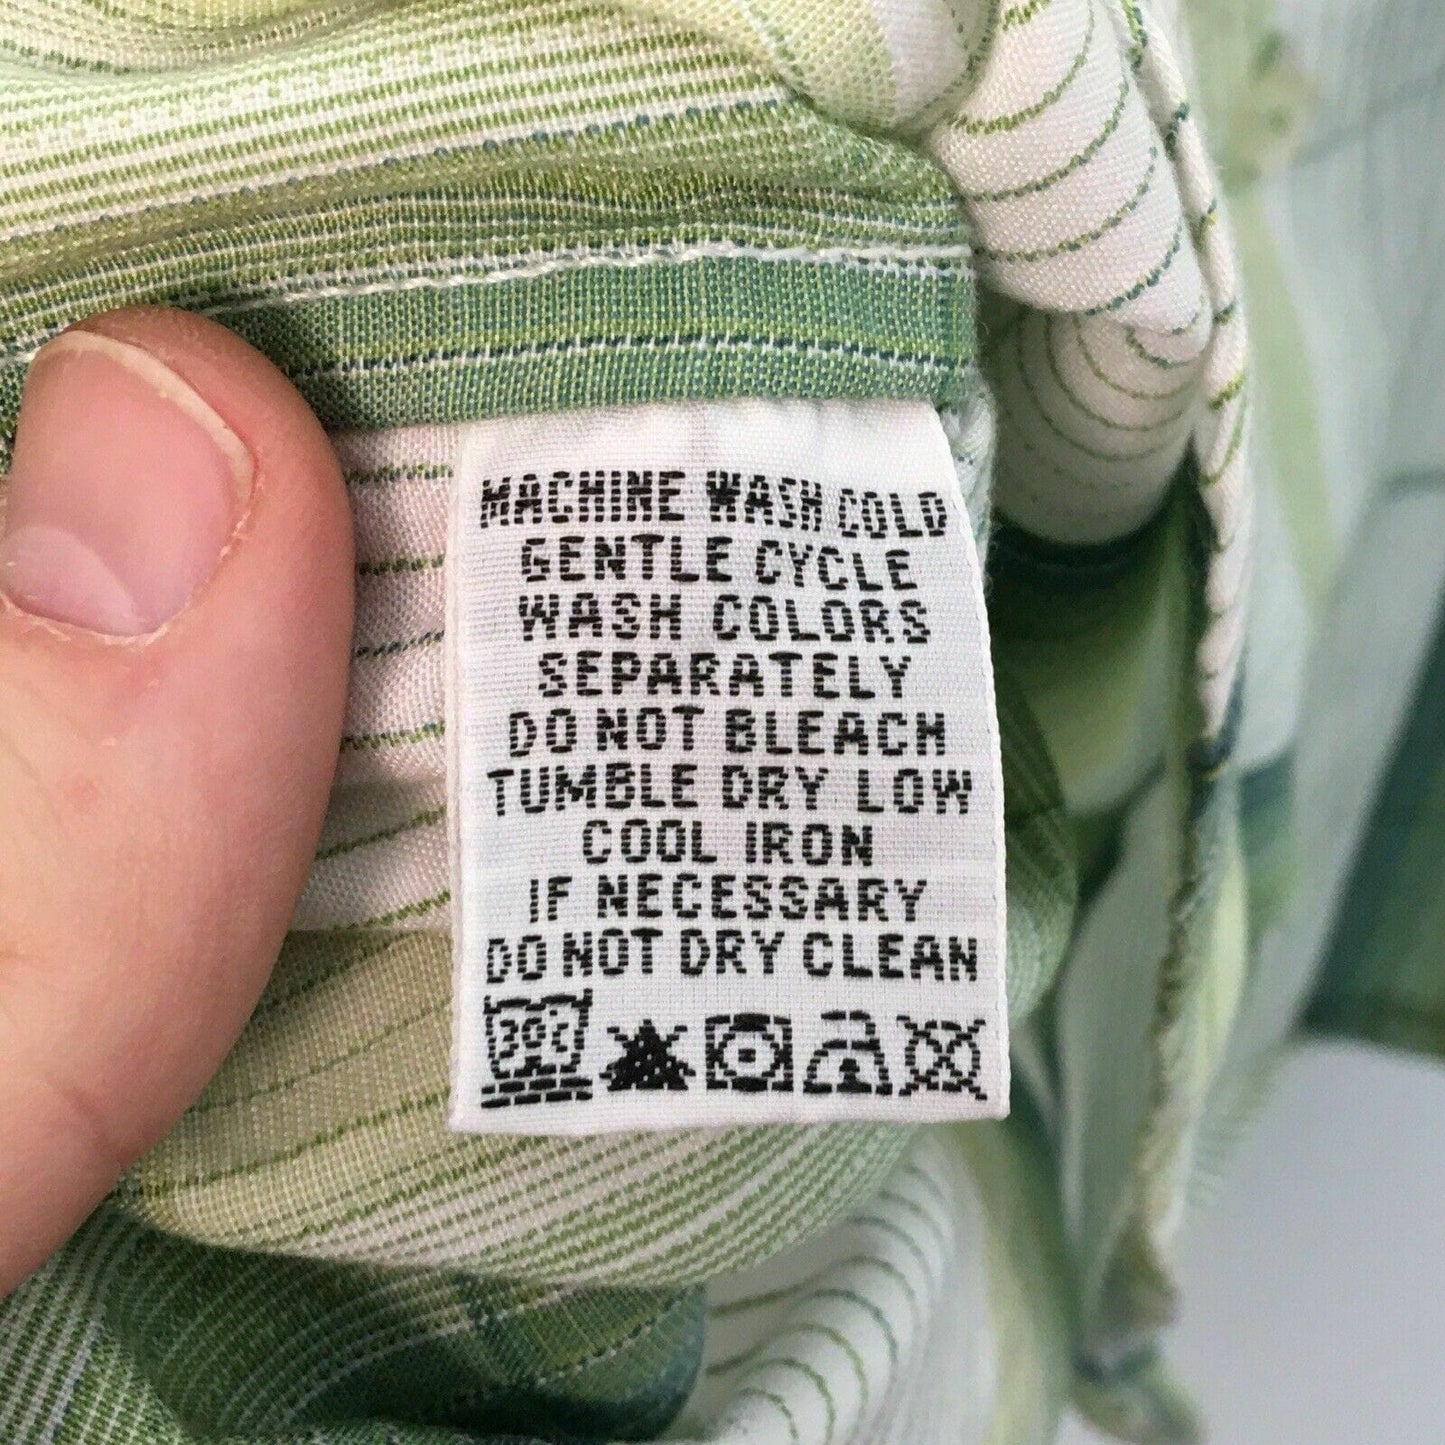 MACHINE WASH COLD
GENTLE CYCLE
WASH COLORS
SEPARATELY
DO NOT BLEACH
TUMBLE DRY LOW
COOL IRON
IF NECESSARY
DO NOT DRY CLEAN
30C